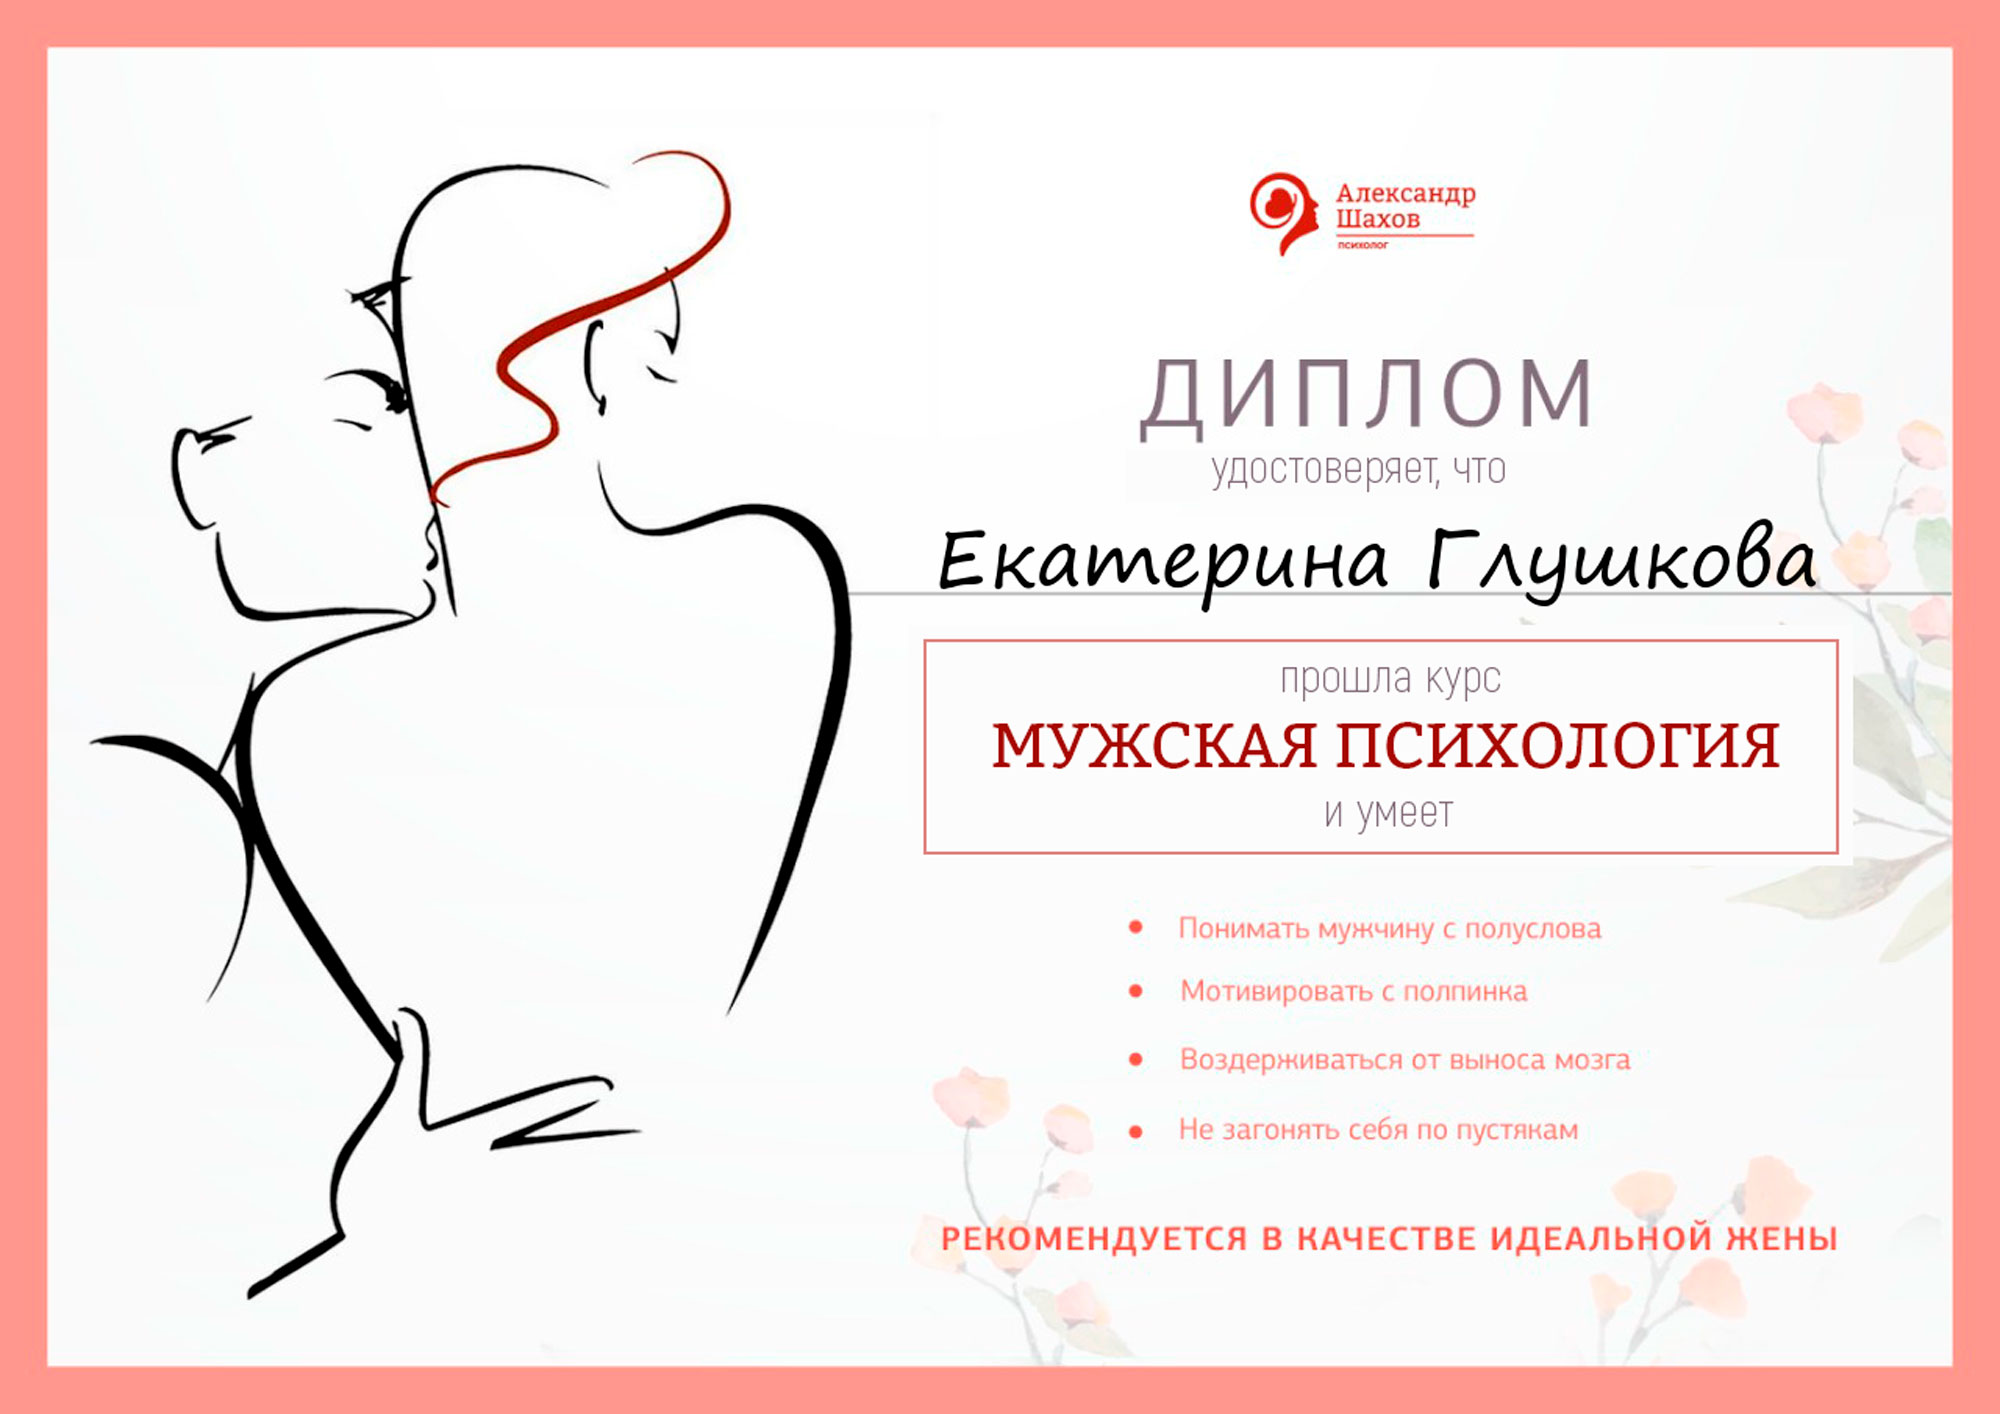 Александр
Шахов
психолог
ДИПЛОМ
удостоверяет, что
Екатерина Глушкова
прошла курс
МУЖСКАЯ ПСИХОЛОГИЯ
и умеет
• Понимать мужчину с полуслова
• Мотивировать с полпинка
• Воздерживаться от выноса мозга
• Не загонять себя по пустякам
РЕКОМЕНДУЕТСЯ В КАЧЕСТВЕ ИДЕАЛЬНОЙ ЖЕНЫ